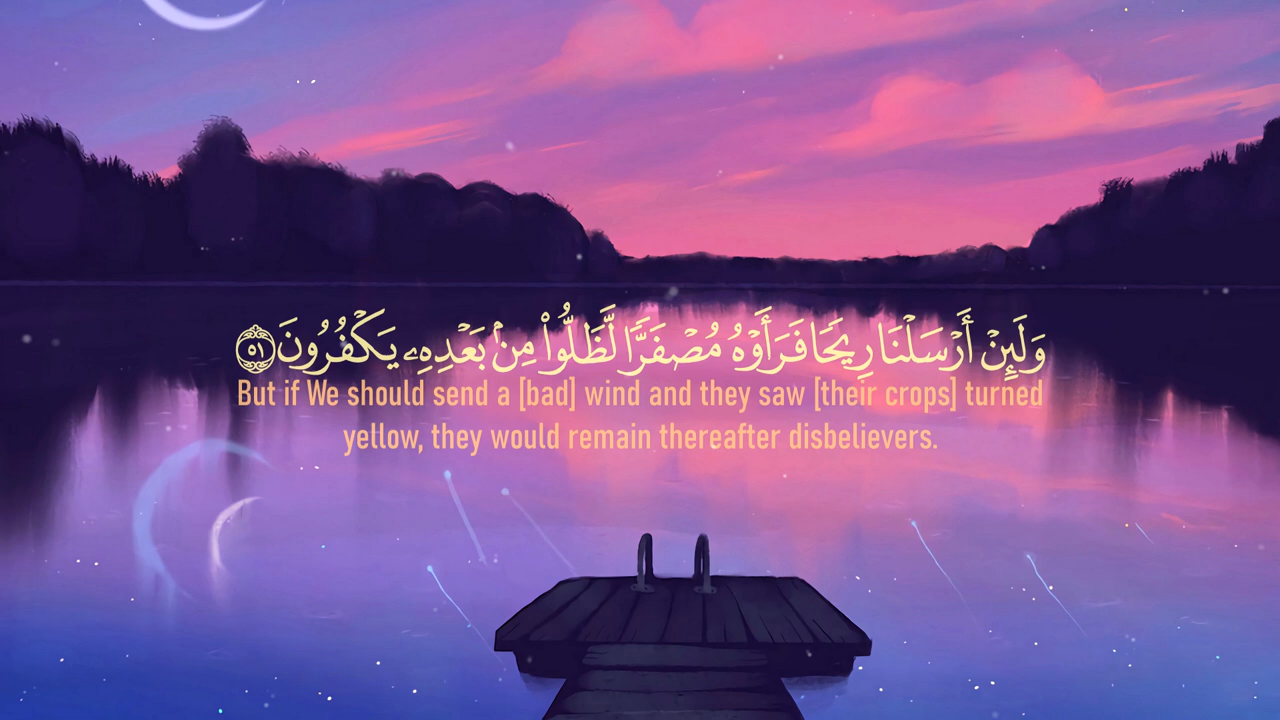 وَلَئِنْ أَرْسَلْنَا رِيحًا فَرَأَوْهُ مُصْفَرًّا لَّظَلُّوا۟ مِنۢ بَعْدِهِۦ يَكْفُرُونَ ٥١
But if We should send a [bad] wind and they saw [their crops] turned
yellow, they would remain thereafter disbelievers.